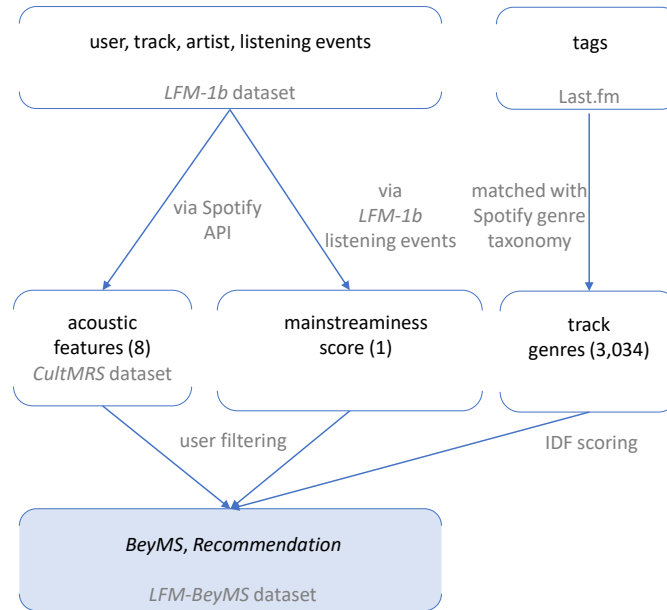 user, track, artist, listening events
LFM-1b dataset
tags
Last.fm
via Spotify
API
via
LFM-1b
listening events
matched with
Spotify genre
taxonomy
acoustic
features (8)
CultMRS dataset
mainstreaminess
score (1)
track
genres (3,034)
user filtering
IDF scoring
BeyMS, Recommendation
LFM-BeyMS dataset